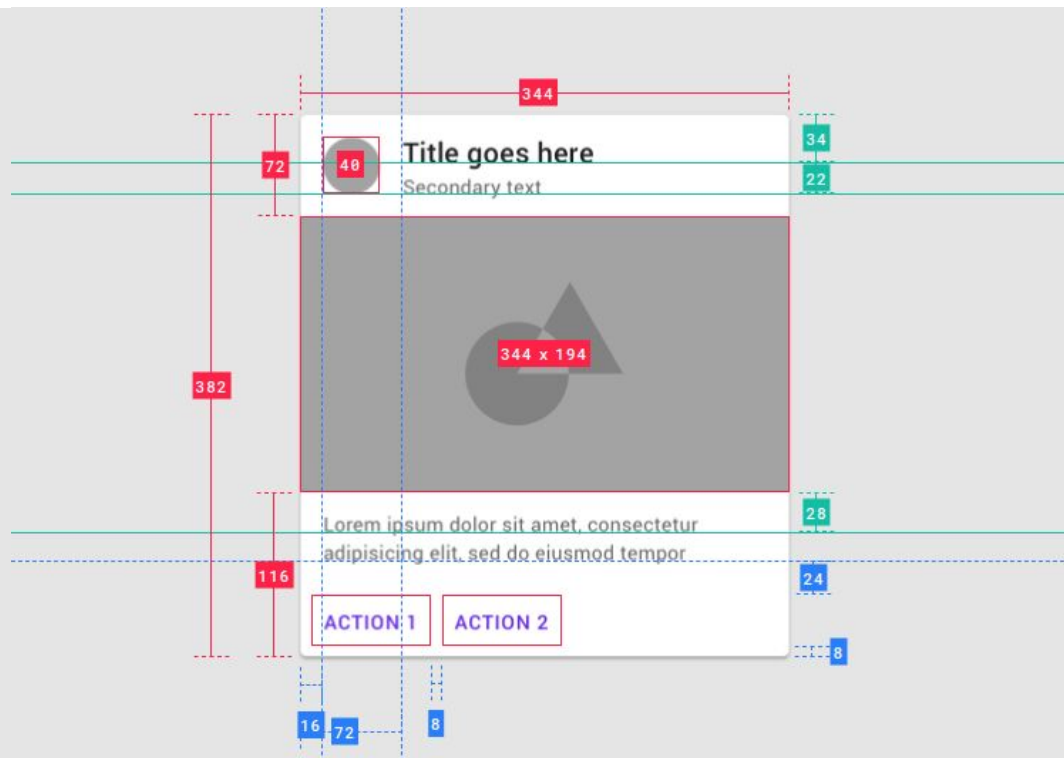 344
34
Title goes here
72
40
22
Secondary text
344 x 194
382
28
Lorem ipsum dolor sit amet, consectetur
adipisicing elit, sed do eiusmod tempor
116
24
ACTION 1
ACTION 2
8
16
72
8